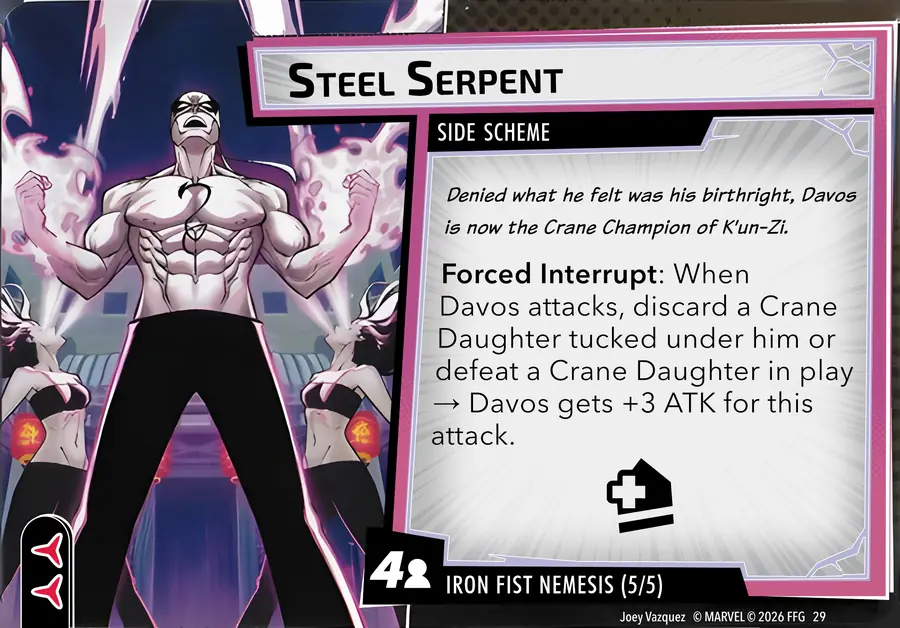 STEEL SERPENT
SIDE SCHEME
Denied what he felt was his birthright, Davos
is now the Crane Champion of K'un-Zi.
Forced Interrupt: When
Davos attacks, discard a Crane
Daughter tucked under him or
defeat a Crane Daughter in play
→ Davos gets +3 ATK for this
attack.
4
IRON FIST NEMESIS (5/5)
Joey Vazquez © MARVEL © 2026 FFG 29